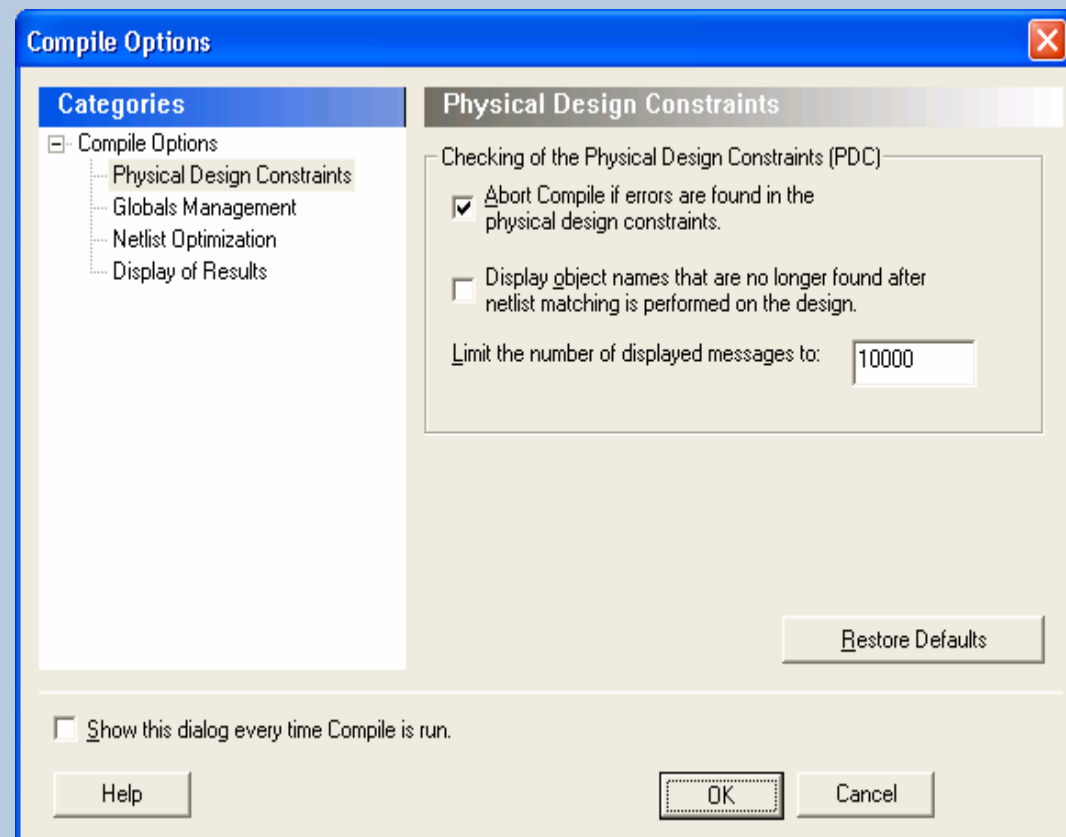 Compile Options
Categories
Compile Options
Physical Design Constraints
Globals Management
Netlist Optimization
Display of Results
Physical Design Constraints
Checking of the Physical Design Constraints (PDC)
Abort Compile if errors are found in the
physical design constraints.
Display object names that are no longer found after
netlist matching is performed on the design.
Limit the number of displayed messages to: 10000
Restore Defaults
Show this dialog every time Compile is run.
Help OK Cancel